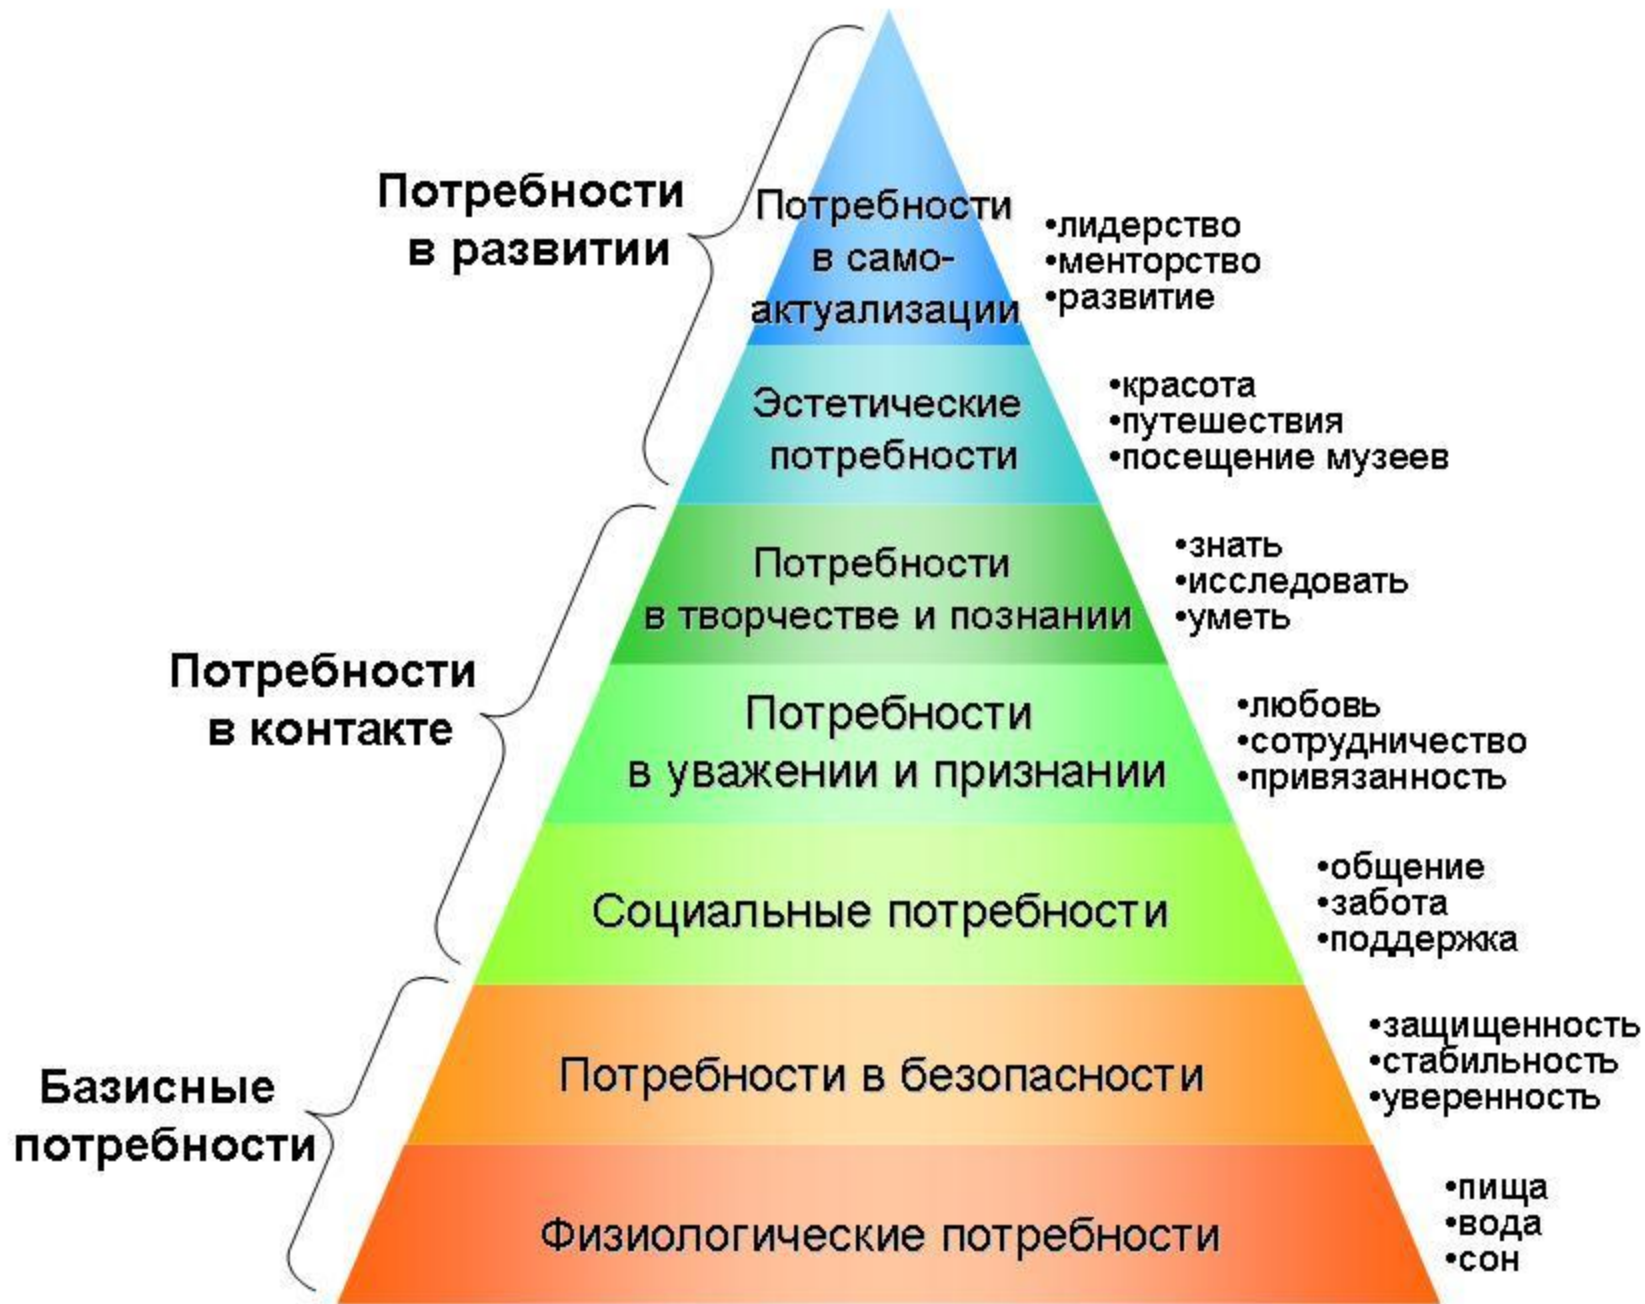 Потребности
в развитии
Потребности
в само-
актуализации
•лидерство
•менторство
•развитие
Эстетические
потребности
•красота
•путешествия
•посещение музеев
Потребности
в контакте
Потребности
в творчестве и познании
•знать
•исследовать
•уметь
Потребности
в уважении и признании
•любовь
•сотрудничество
•привязанность
Социальные потребности
•общение
•забота
•поддержка
Базисные
потребности
Потребности в безопасности
•защищенность
•стабильность
•уверенность
Физиологические потребности
•пища
•вода
•сон